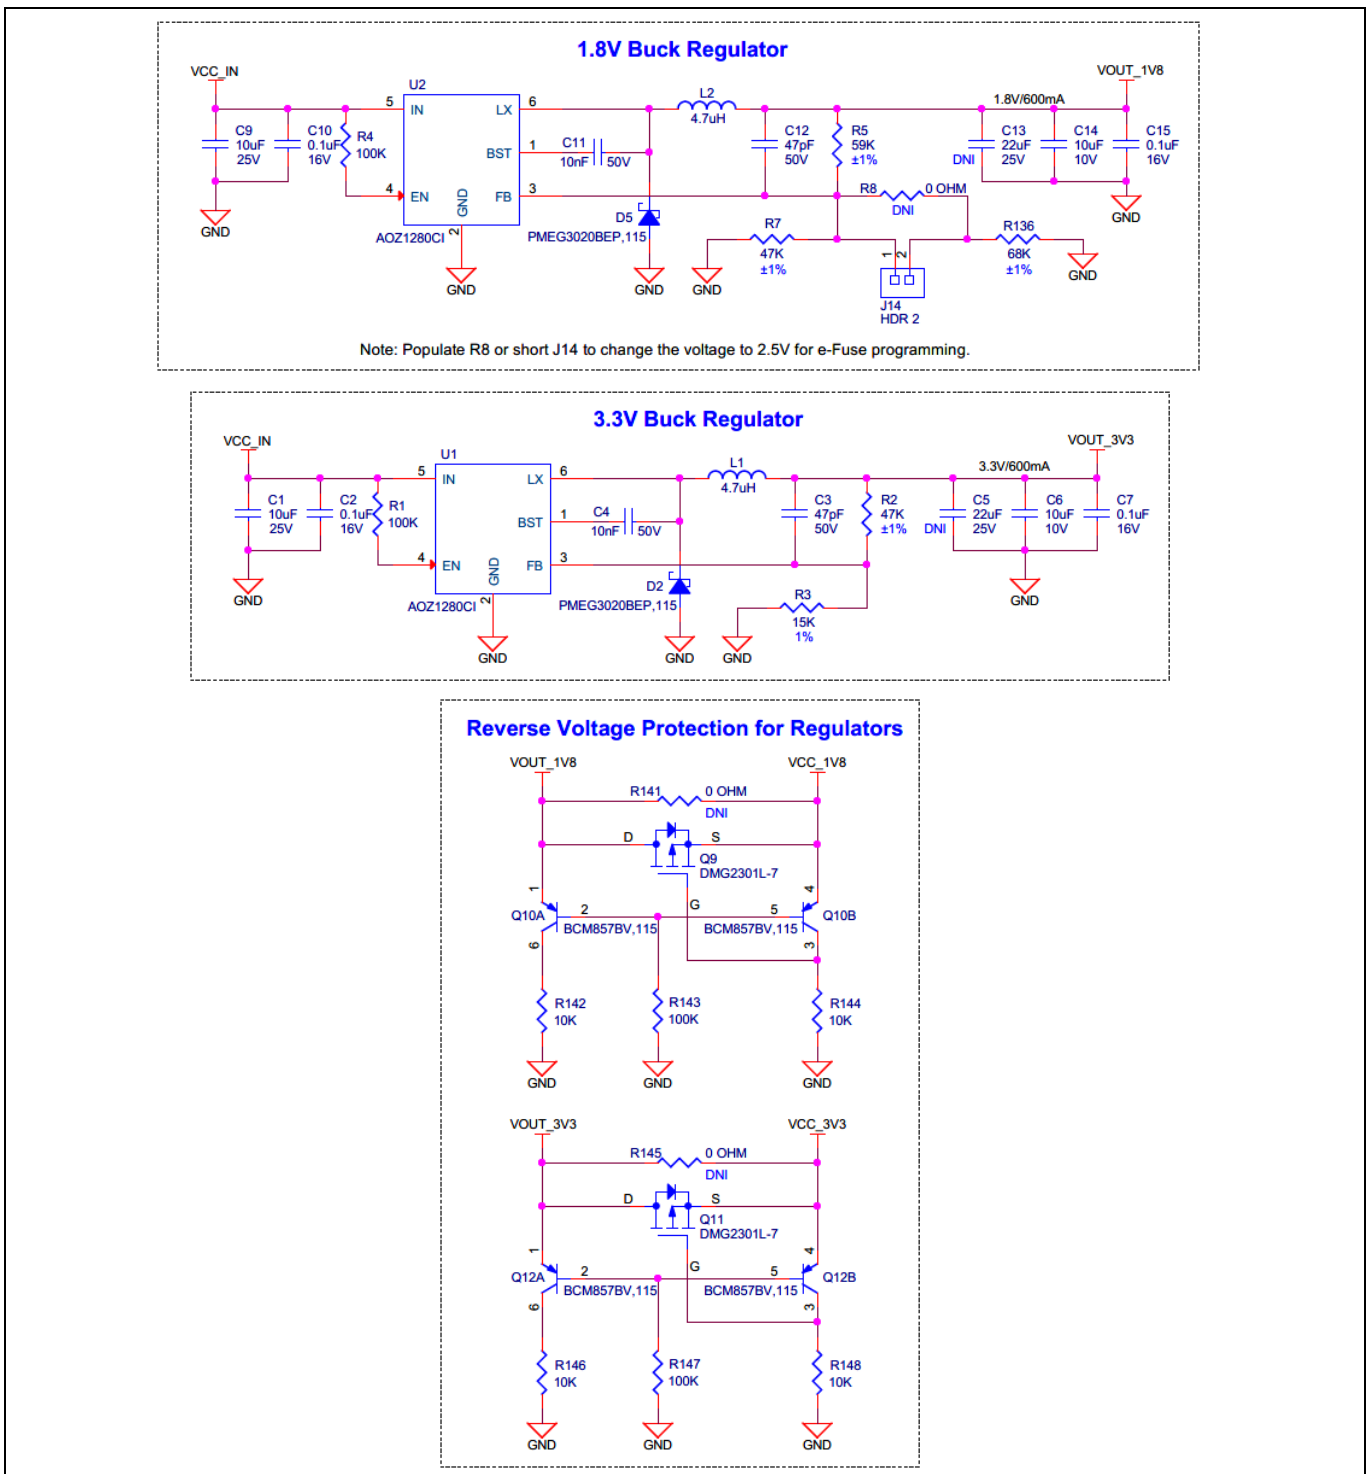 1.8V Buck Regulator
VCC_IN
VOUT_1V8
U2
L2
4.7uH
1.8V/600mA
5
IN
LX
6
C9
10uF
25V
C10
0.1uF
16V
R4
100K
BST
1
C11
10nF
50V
C12
47pF
50V
R5
59K
±1%
C13
22uF
25V
DNI
C14
10uF
10V
C15
0.1uF
16V
4
EN
GND
2
FB
3
R8
0 OHM
DNI
AOZ1280CI
D5
PMEG3020BEP,115
R7
47K
±1%
R136
68K
±1%
1
2
J14
HDR 2
GND
GND
GND
GND
GND
GND
Note: Populate R8 or short J14 to change the voltage to 2.5V for e-Fuse programming.
3.3V Buck Regulator
VCC_IN
VOUT_3V3
U1
L1
4.7uH
3.3V/600mA
5
IN
LX
6
C1
10uF
25V
C2
0.1uF
16V
R1
100K
BST
1
C4
10nF
50V
C3
47pF
50V
R2
47K
±1%
C5
22uF
25V
DNI
C6
10uF
10V
C7
0.1uF
16V
4
EN
GND
2
FB
3
AOZ1280CI
D2
PMEG3020BEP,115
R3
15K
1%
GND
GND
GND
GND
GND
Reverse Voltage Protection for Regulators
VOUT_1V8
VCC_1V8
R141
0 OHM
DNI
D
S
Q9
DMG2301L-7
G
1
4
Q10A
2
BCM857BV,115
5
BCM857BV,115
Q10B
6
3
R142
10K
R143
100K
R144
10K
GND
GND
GND
VOUT_3V3
VCC_3V3
R145
0 OHM
DNI
D
S
Q11
DMG2301L-7
G
1
4
Q12A
2
BCM857BV,115
5
BCM857BV,115
Q12B
6
3
R146
10K
R147
100K
R148
10K
GND
GND
GND